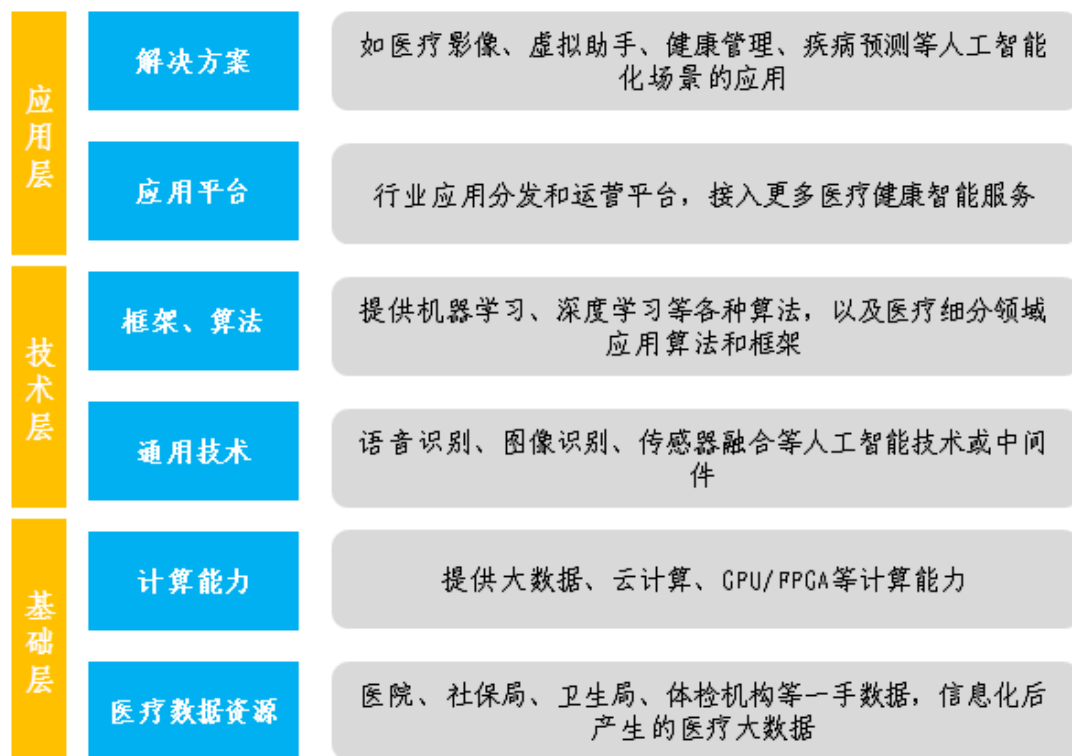 应用层
解决方案
如医疗影像、虚拟助手、健康管理、疾病预测等人工智能
化场景的应用
应用平台
行业应用分发和运营平台，接入更多医疗健康智能服务
技术层
框架、算法
提供机器学习、深度学习等各种算法，以及医疗细分领域
应用算法和框架
通用技术
语音识别、图像识别、传感器融合等人工智能技术或中间
件
基础层
计算能力
提供大数据、云计算、GPU/FPGA等计算能力
医疗数据资源
医院、社保局、卫生局、体检机构等一手数据，信息化后
产生的医疗大数据